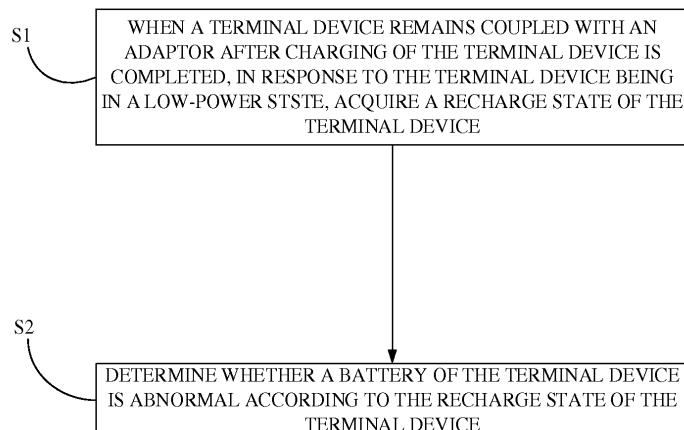 S1
WHEN A TERMINAL DEVICE REMAINS COUPLED WITH AN
ADAPTOR AFTER CHARGING OF THE TERMINAL DEVICE IS
COMPLETED, IN RESPONSE TO THE TERMINAL DEVICE BEING
IN A LOW-POWER STSTE, ACQUIRE A RECHARGE STATE OF THE
TERMINAL DEVICE
S2
DETERMINE WHETHER A BATTERY OF THE TERMINAL DEVICE
IS ABNORMAL ACCORDING TO THE RECHARGE STATE OF THE
TERMINAL DEVICE